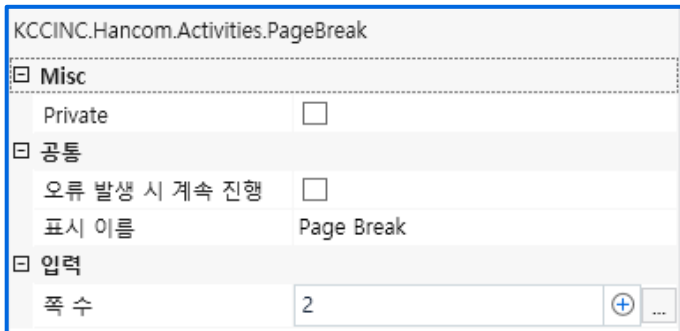 KCCINC.Hancom.Activities.PageBreak
Misc
Private
공통
오류 발생 시 계속 진행
표시 이름 Page Break
입력
쪽 수 2 ...